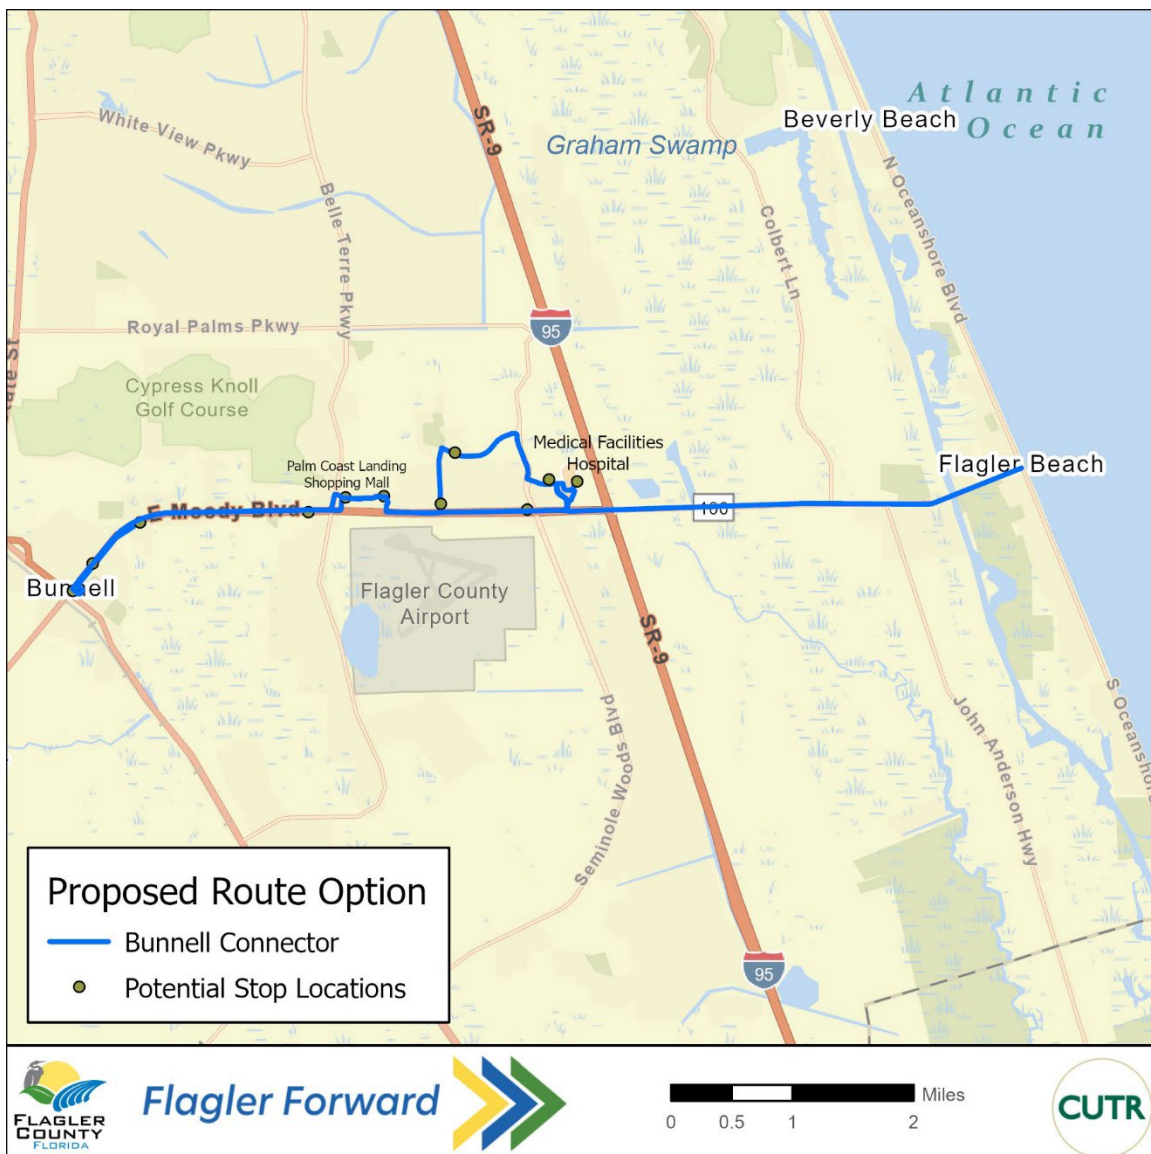 Atlantic
Ocean
Beverly Beach
SR-9
Graham Swamp
White View Pkwy
Belle Terre Pkwy
N Oceanshore Blvd
Colbert Ln
Royal Palms Pkwy
95
Cypress Knoll
Golf Course
Medical Facilities
Hospital
Palm Coast Landing
Shopping Mall
Flagler Beach
E Moody Blvd
100
Bunnell
Flagler County
Airport
SR-9
Seminole Woods Blvd
John Anderson Hwy
S Oceanshore
95
Proposed Route Option
Bunnell Connector
Potential Stop Locations
FLAGLER
COUNTY
FLORIDA
Flagler Forward
Miles
0 0.5 1 2
CUTR